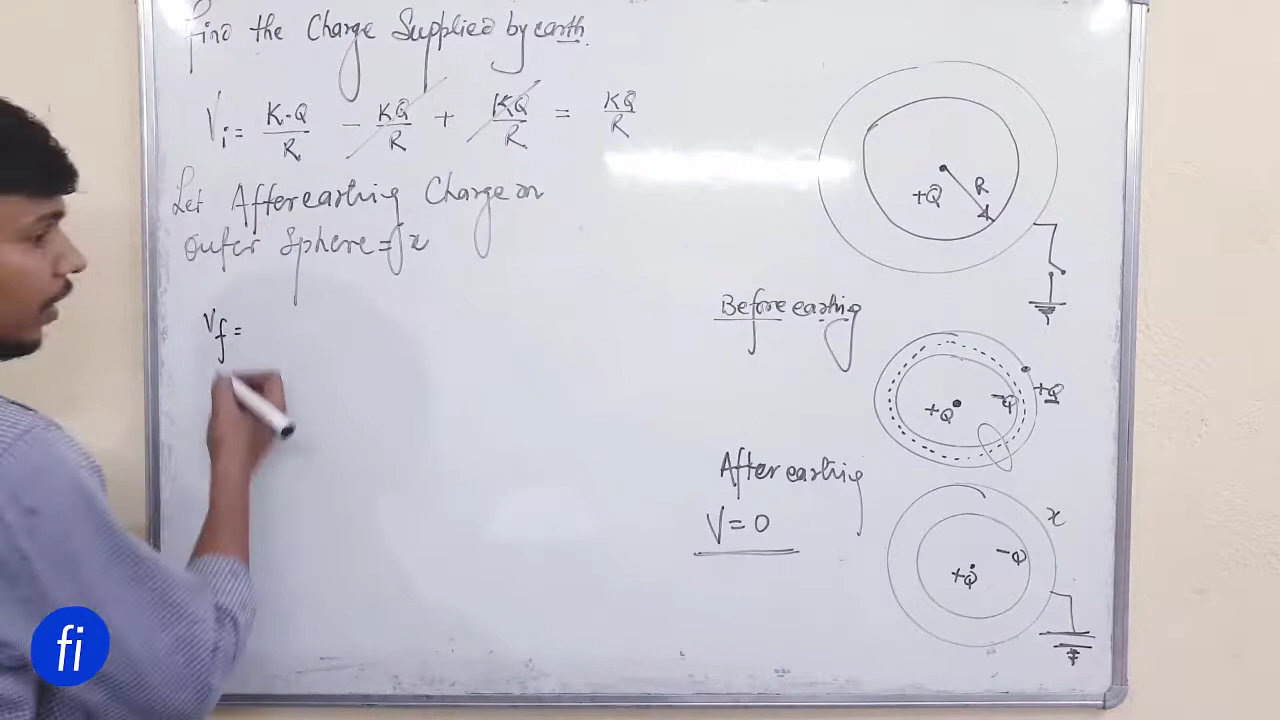 Find the Charge Supplied by earth.
Vi = K·Q/R - KQ/R + KQ/R = KQ/R
Let After earthing Charge on
outer Sphere = x
Vf =
+Q R
Before earthing
+Q -Q +Q
After earthing
V = 0
x
-Q
+Q
fi